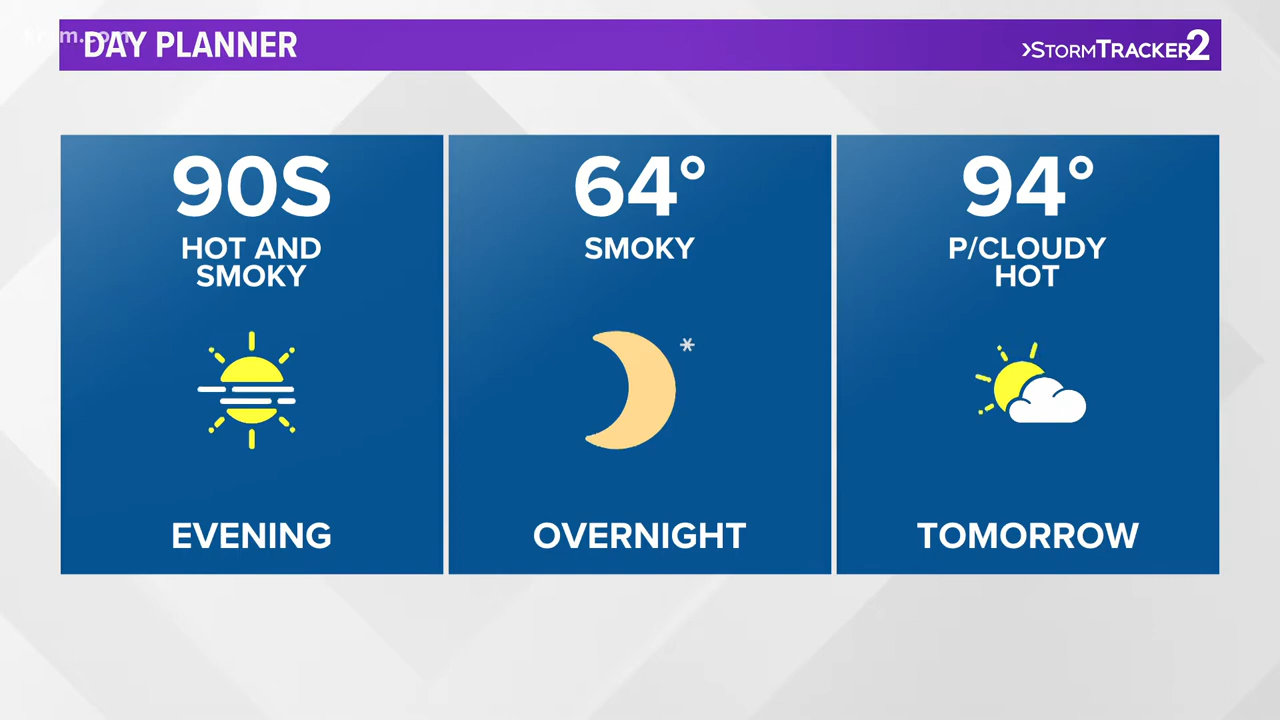 DAY PLANNER
›STORMTRACKER2
90S
HOT AND
SMOKY
EVENING
64°
SMOKY
OVERNIGHT
94°
P/CLOUDY
HOT
TOMORROW